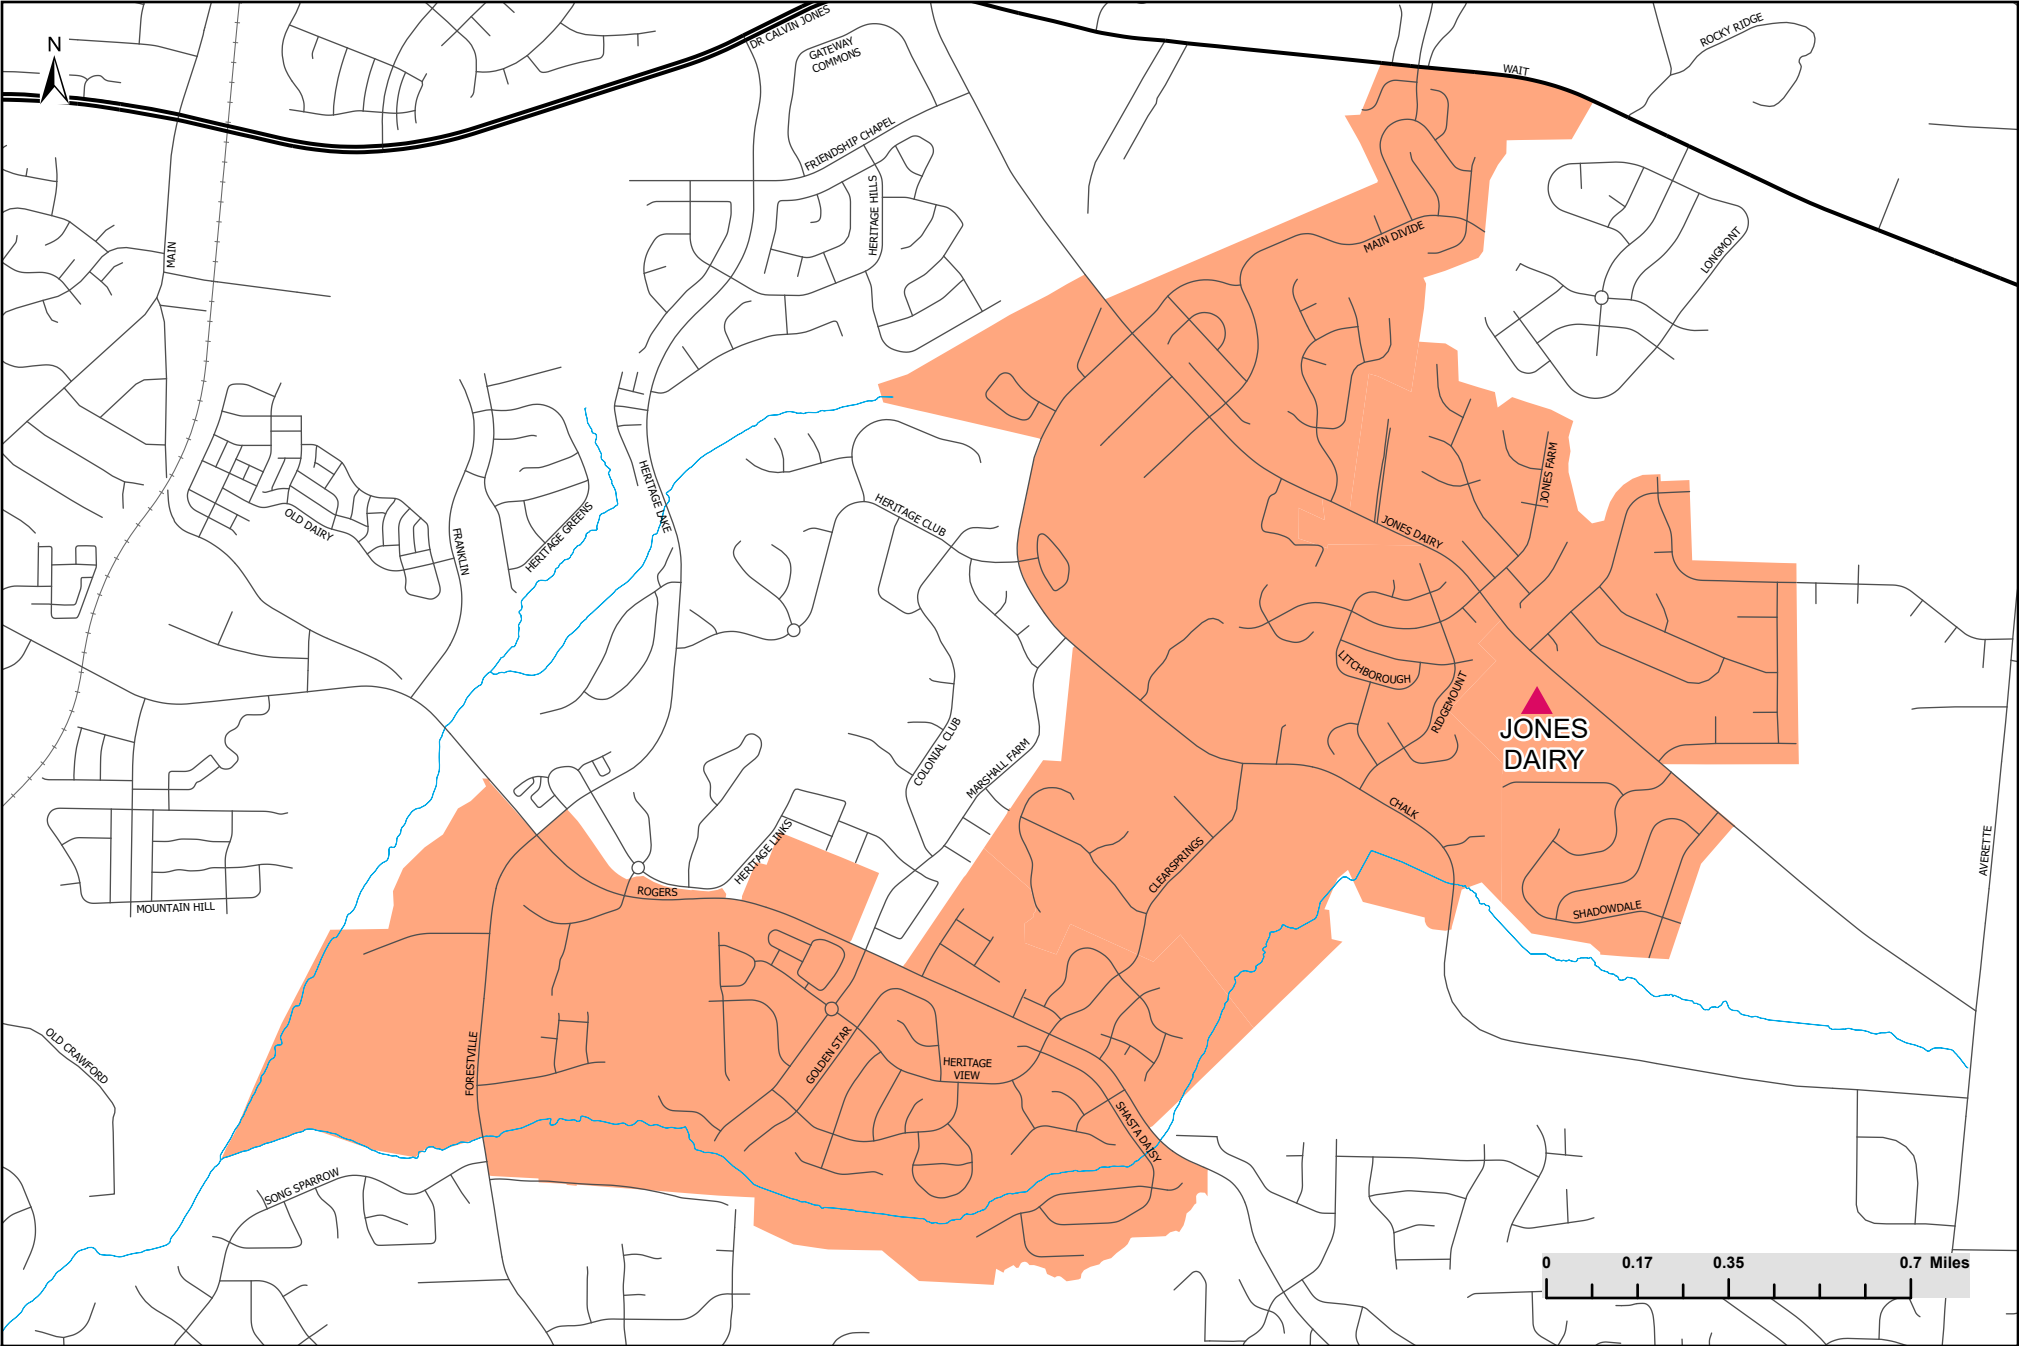 N
DR CALVIN JONES
GATEWAY
COMMONS
ROCKY RIDGE
WAIT
FRIENDSHIP CHAPEL
HERITAGE HILLS
MAIN
MAIN DIVIDE
LONGMONT
HERITAGE LAKE
HERITAGE CLUB
JONES FARM
OLD DAIRY
FRANKLIN
HERITAGE GREENS
JONES DAIRY
LITCHBOROUGH
RIDGEMOUNT
JONES
DAIRY
COLONIAL CLUB
MARSHALL FARM
CHALK
CLEARSPRINGS
HERITAGE LINKS
AVERETTE
ROGERS
MOUNTAIN HILL
SHADOWDALE
OLD CRAWFORD
FORESTVILLE
GOLDEN STAR
HERITAGE
VIEW
SHASTA DAISY
SONG SPARROW
0 0.17 0.35 0.7 Miles